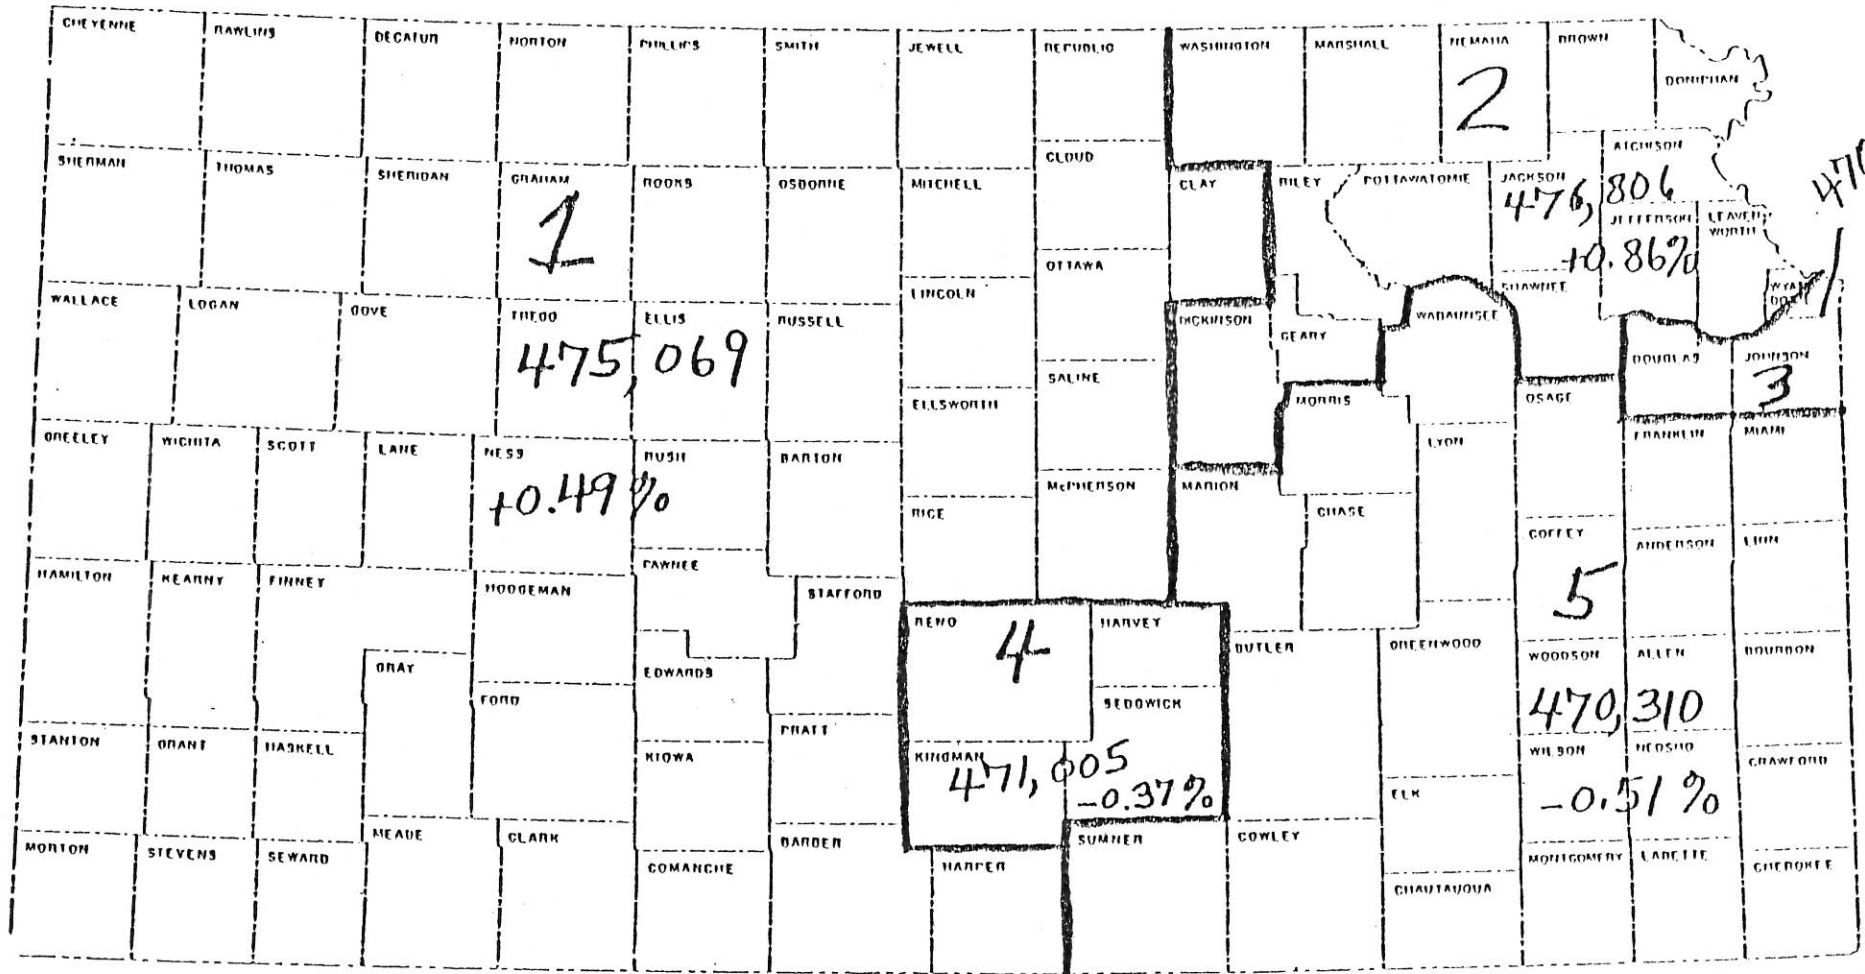 CHEYENNE RAWLINS DECATUR NORTON PHILLIPS SMITH JEWELL REPUBLIC WASHINGTON MARSHALL NEMAHA BROWN
DONIPHAN
2
SHERMAN THOMAS SHERIDAN GRAHAM ROOKS OSBORNE MITCHELL CLOUD CLAY RILEY POTTAWATOMIE JACKSON ATCHISON
1
476,806
JEFFERSON LEAVEN WORTH
+0.86%
OTTAWA
WALLACE LOGAN GOVE TREGO ELLIS RUSSELL LINCOLN DICKINSON GEARY WABAUNSEE SHAWNEE WYAN DOT
475,069
SALINE
DOUGLAS JOHNSON
3
ELLSWORTH MORRIS OSAGE
GREELEY WICHITA SCOTT LANE NESS RUSH BARTON LYON FRANKLIN MIAMI
+0.49%
McPHERSON MARION
RICE CHASE
COFFEY ANDERSON LINN
5
HAMILTON KEARNY FINNEY HODGEMAN PAWNEE STAFFORD
RENO HARVEY
4
BUTLER GREENWOOD WOODSON ALLEN BOURBON
GRAY EDWARDS
FORD SEDGWICK
470,310
STANTON GRANT HASKELL KIOWA PRATT KINGMAN WILSON NEOSHO CRAWFORD
471,005
-0.37%
ELK
-0.51%
MORTON STEVENS SEWARD MEADE CLARK COMANCHE BARBER HARPER SUMNER COWLEY CHAUTAUQUA MONTGOMERY LABETTE CHEROKEE